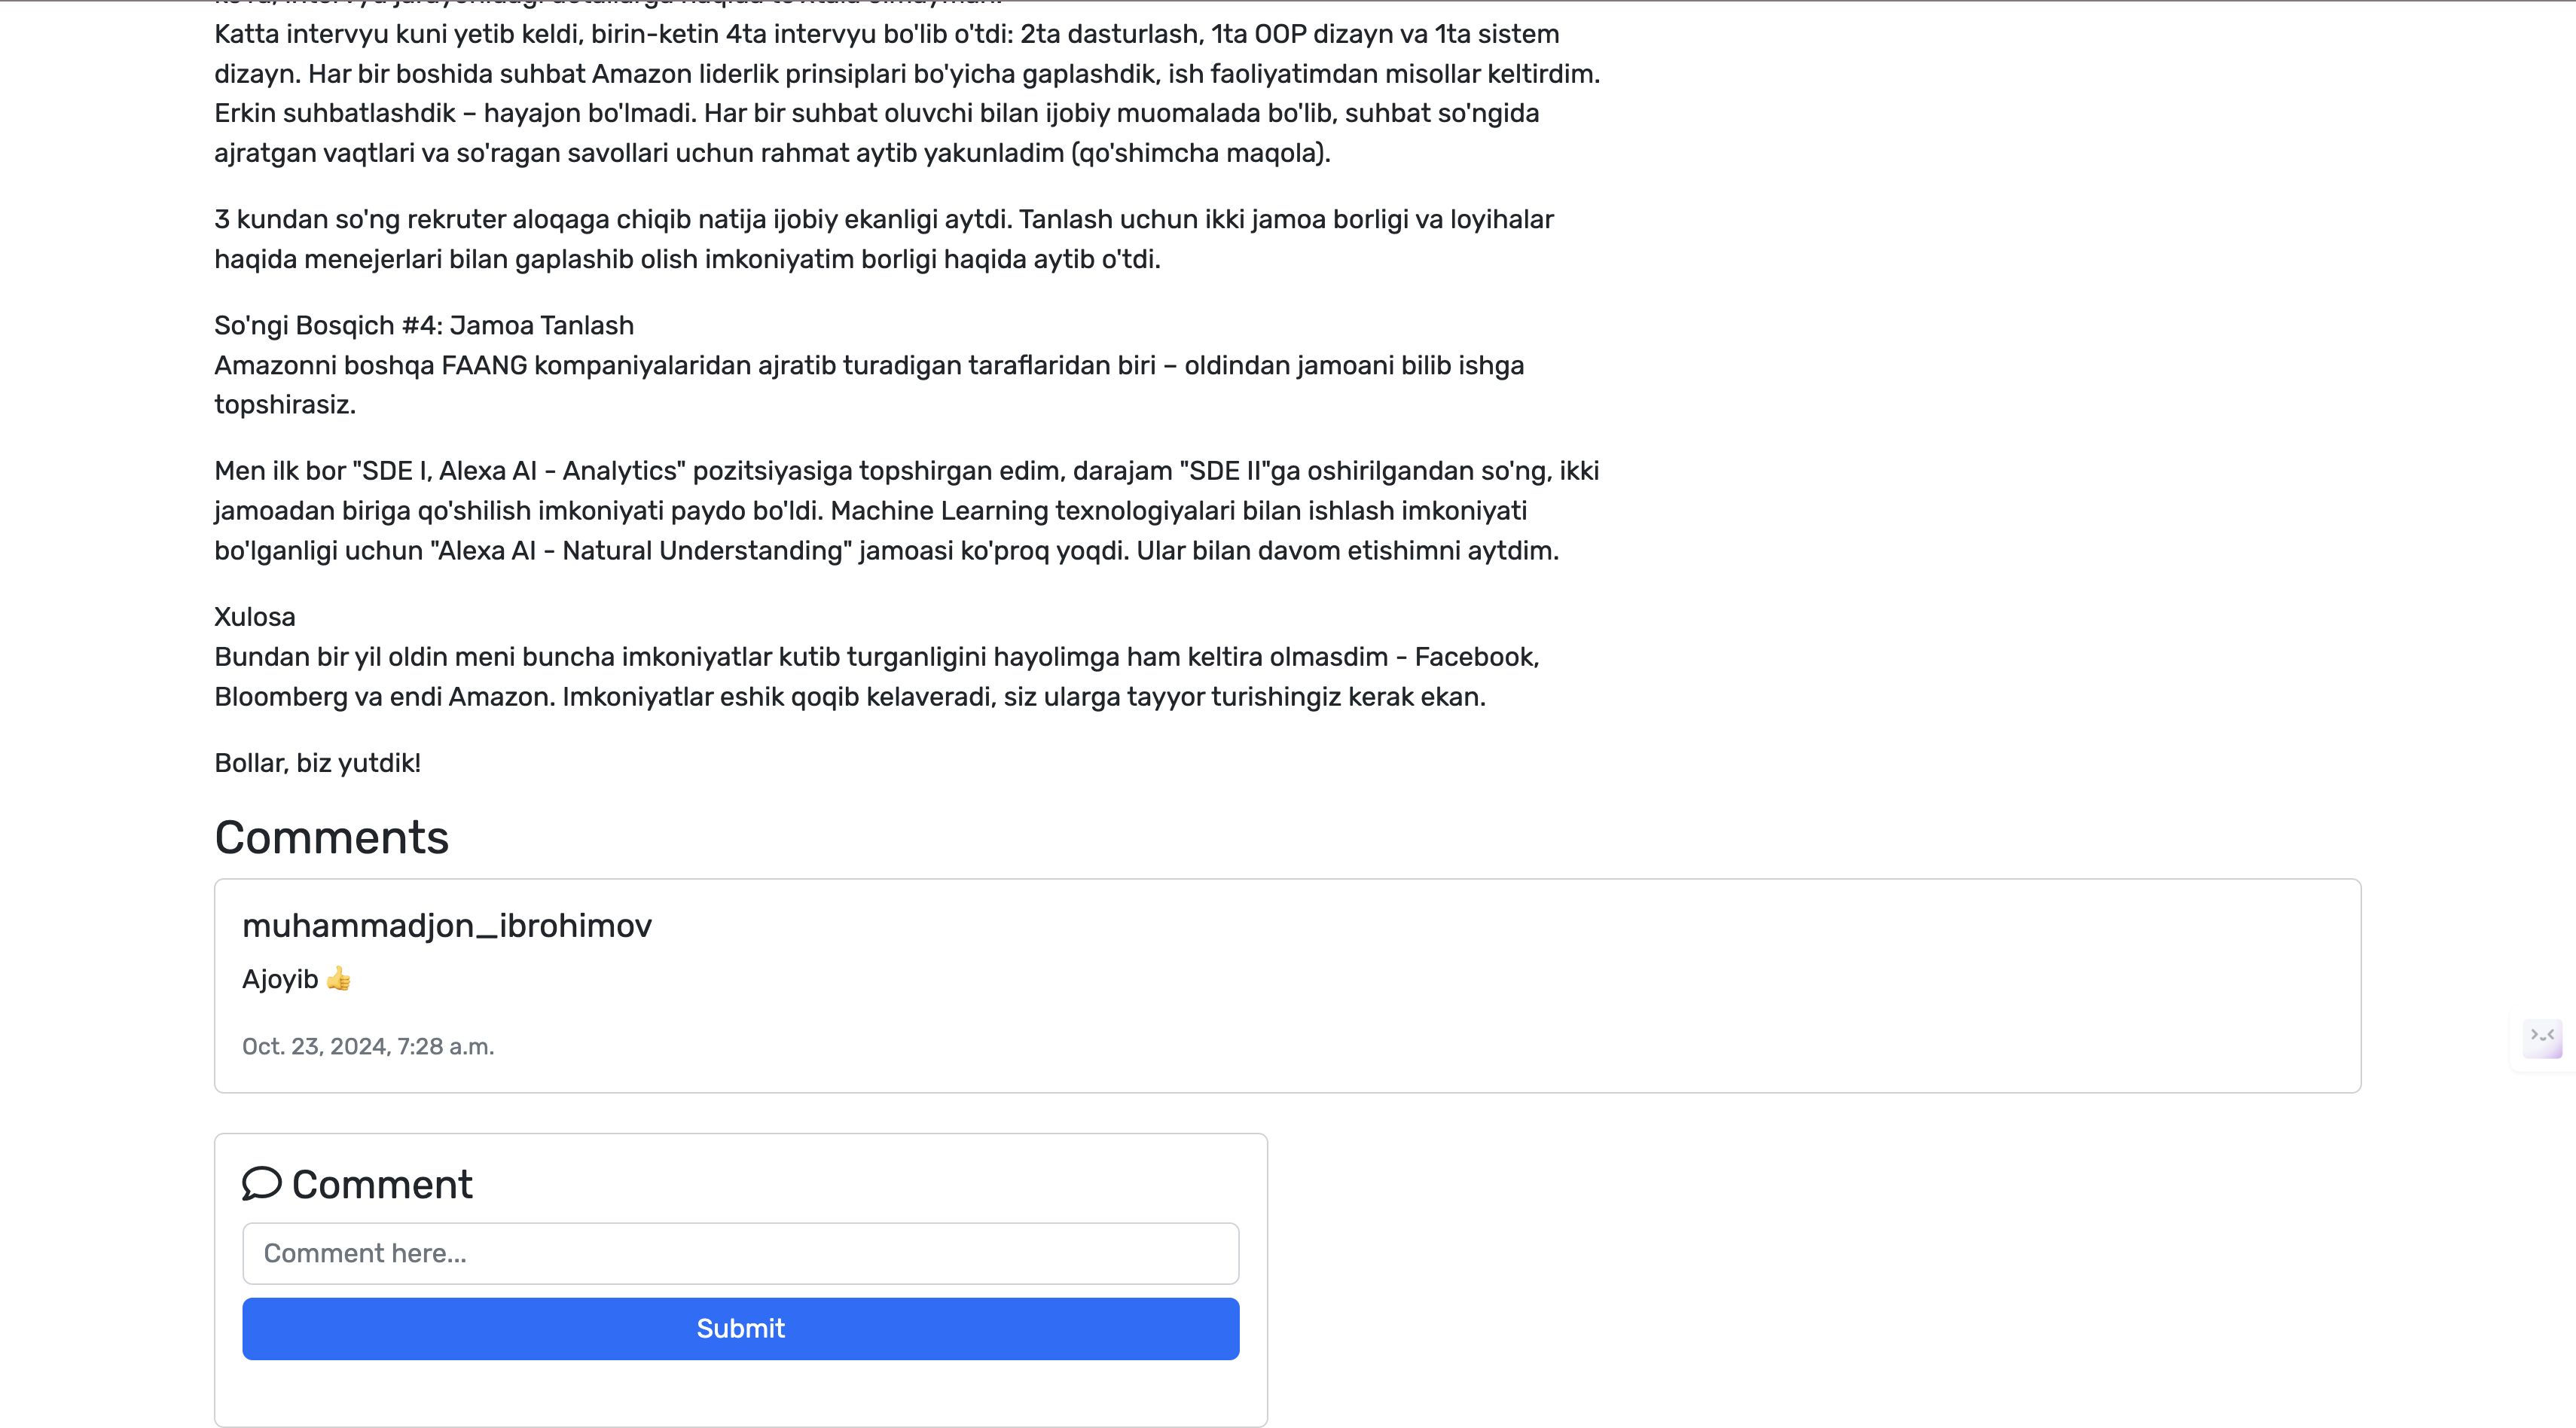 Katta intervyu kuni yetib keldi, birin-ketin 4ta intervyu bo'lib o'tdi: 2ta dasturlash, 1ta OOP dizayn va 1ta sistem
dizayn. Har bir boshida suhbat Amazon liderlik prinsiplari bo'yicha gaplashdik, ish faoliyatimdan misollar keltirdim.
Erkin suhbatlashdik – hayajon bo'lmadi. Har bir suhbat oluvchi bilan ijobiy muomalada bo'lib, suhbat so'ngida
ajratgan vaqtlari va so'ragan savollari uchun rahmat aytib yakunladim (qo'shimcha maqola).
3 kundan so'ng rekruter aloqaga chiqib natija ijobiy ekanligi aytdi. Tanlash uchun ikki jamoa borligi va loyihalar
haqida menejerlari bilan gaplashib olish imkoniyatim borligi haqida aytib o'tdi.
So'ngi Bosqich #4: Jamoa Tanlash
Amazonni boshqa FAANG kompaniyalaridan ajratib turadigan taraflaridan biri – oldindan jamoani bilib ishga
topshirasiz.
Men ilk bor "SDE I, Alexa AI - Analytics" pozitsiyasiga topshirgan edim, darajam "SDE II"ga oshirilgandan so'ng, ikki
jamoadan biriga qo'shilish imkoniyati paydo bo'ldi. Machine Learning texnologiyalari bilan ishlash imkoniyati
bo'lganligi uchun "Alexa AI - Natural Understanding" jamoasi ko'proq yoqdi. Ular bilan davom etishimni aytdim.
Xulosa
Bundan bir yil oldin meni buncha imkoniyatlar kutib turganligini hayolimga ham keltira olmasdim - Facebook,
Bloomberg va endi Amazon. Imkoniyatlar eshik qoqib kelaveradi, siz ularga tayyor turishingiz kerak ekan.
Bollar, biz yutdik!
Comments
muhammadjon_ibrohimov
Ajoyib 👍
Oct. 23, 2024, 7:28 a.m.
Comment
Comment here...
Submit